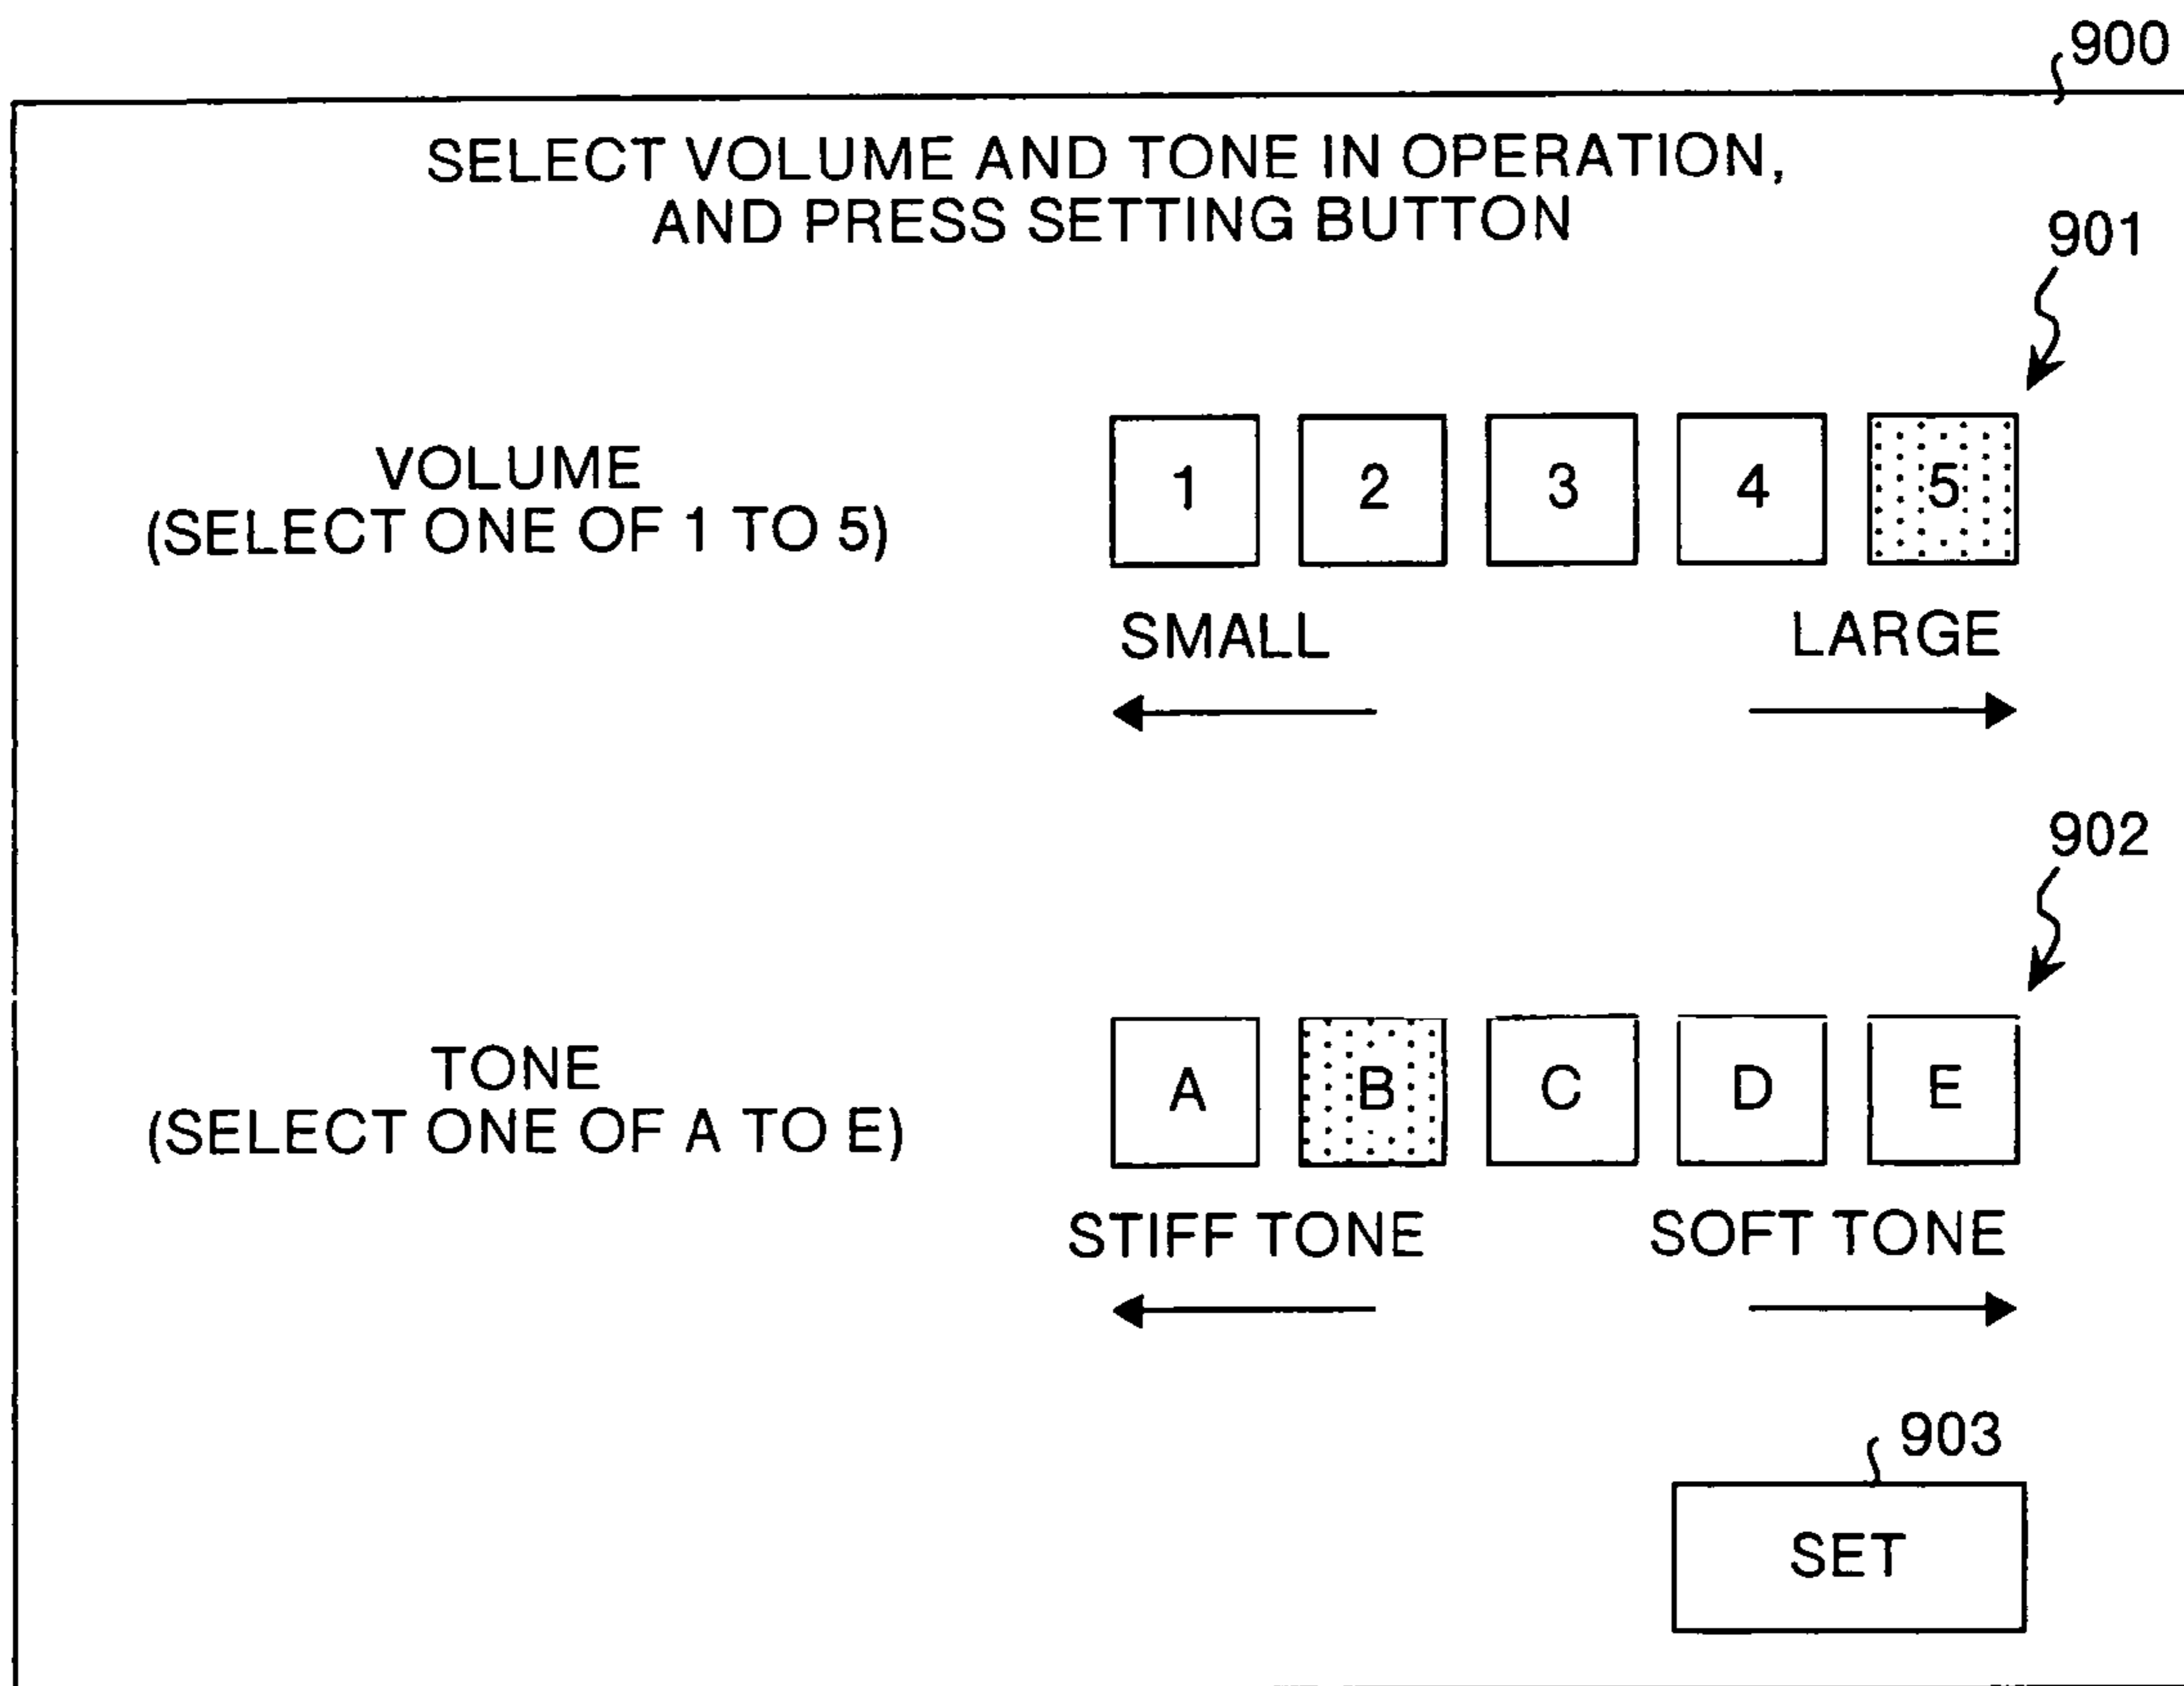 900
SELECT VOLUME AND TONE IN OPERATION,
AND PRESS SETTING BUTTON
901
VOLUME
(SELECT ONE OF 1 TO 5)
1 2 3 4 5
SMALL LARGE
902
TONE
(SELECT ONE OF A TO E)
A B C D E
STIFF TONE SOFT TONE
903
SET